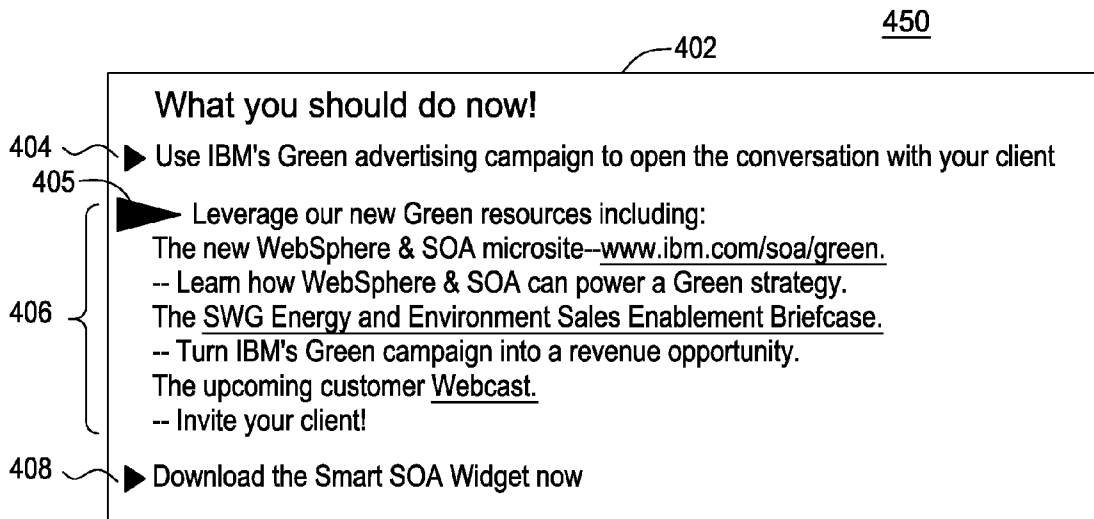 450
402
What you should do now!
404
Use IBM's Green advertising campaign to open the conversation with your client
405
Leverage our new Green resources including:
The new WebSphere & SOA microsite--www.ibm.com/soa/green.
-- Learn how WebSphere & SOA can power a Green strategy.
406
The SWG Energy and Environment Sales Enablement Briefcase.
-- Turn IBM's Green campaign into a revenue opportunity.
The upcoming customer Webcast.
-- Invite your client!
408
Download the Smart SOA Widget now